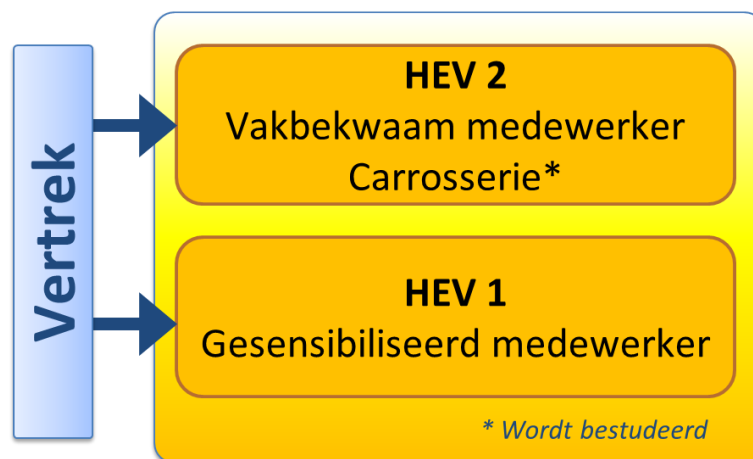 Vertrek
HEV 2
Vakbekwaam medewerker
Carrosserie*
HEV 1
Gesensibiliseerd medewerker
* Wordt bestudeerd